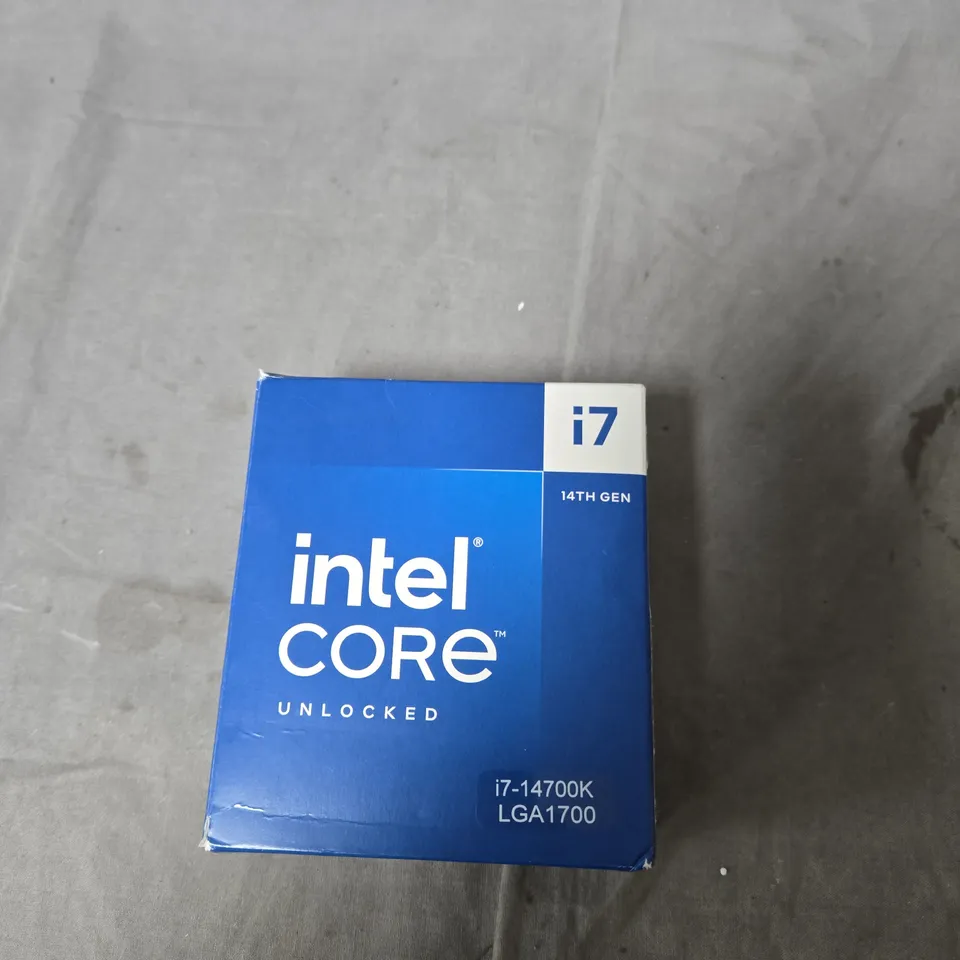 i7
14TH GEN
intel®
CORE™
UNLOCKED
i7-14700K
LGA1700